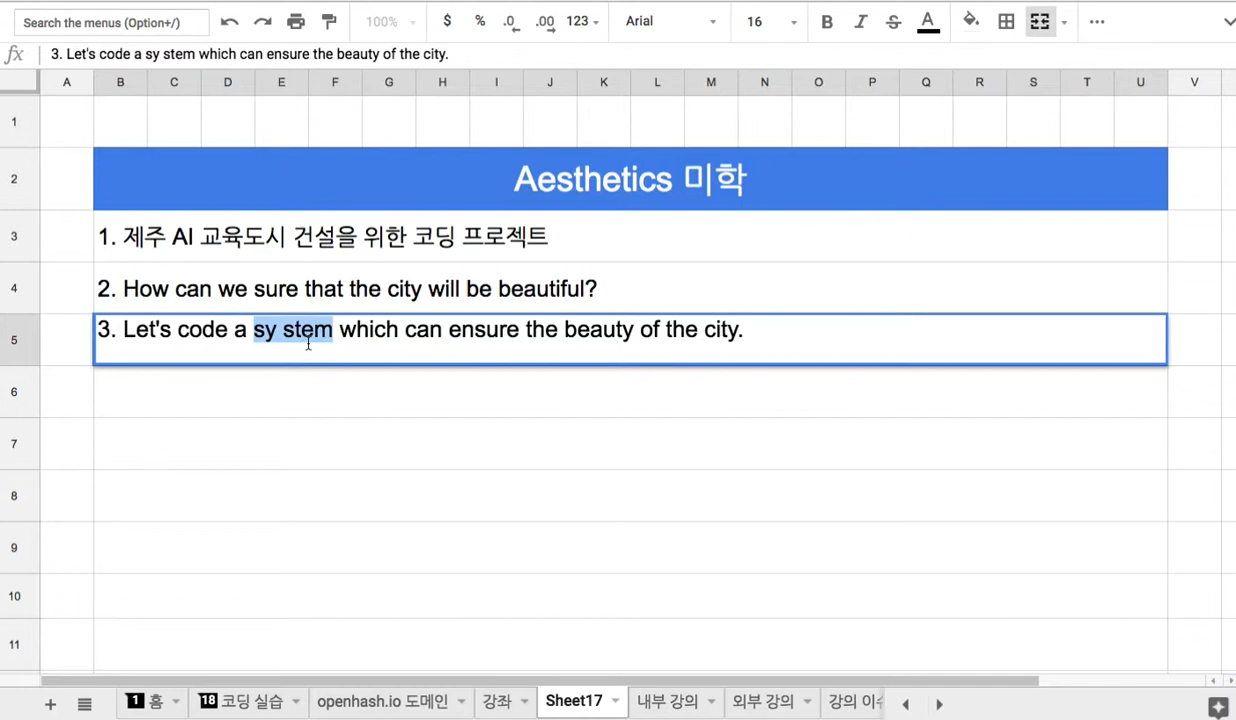 Search the menus (Option+/)
100%
$ % .0 .00 123
Arial
16
B I S A
fx 3. Let's code a sy stem which can ensure the beauty of the city.
A B C D E F G H I J K L M N O P Q R S T U V
1
2 Aesthetics 미학
3 1. 제주 AI 교육도시 건설을 위한 코딩 프로젝트
4 2. How can we sure that the city will be beautiful?
5 3. Let's code a sy stem which can ensure the beauty of the city.
6
7
8
9
10
11
1 홈 18 코딩 실습 openhash.io 도메인 강좌 Sheet17 내부 강의 외부 강의 강의 이